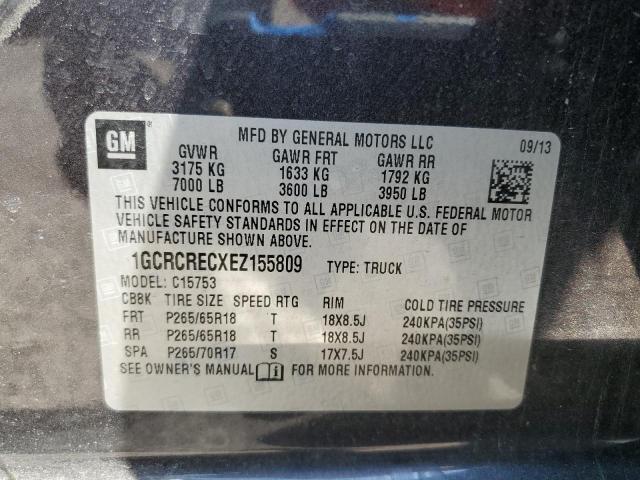 GM
MFD BY GENERAL MOTORS LLC 09/13
GVWR GAWR FRT GAWR RR
3175 KG 1633 KG 1792 KG
7000 LB 3600 LB 3950 LB
THIS VEHICLE CONFORMS TO ALL APPLICABLE U.S. FEDERAL MOTOR
VEHICLE SAFETY STANDARDS IN EFFECT ON THE DATE OF
MANUFACTURE SHOWN ABOVE.
1GCRCRECXEZ155809 TYPE: TRUCK
MODEL: C15753
CB8K TIRE SIZE SPEED RTG RIM COLD TIRE PRESSURE
FRT P265/65R18 T 18X8.5J 240KPA(35PSI)
RR P265/65R18 T 18X8.5J 240KPA(35PSI)
SPA P265/70R17 S 17X7.5J 240KPA(35PSI)
SEE OWNER'S MANUAL FOR MORE INFORMATION.